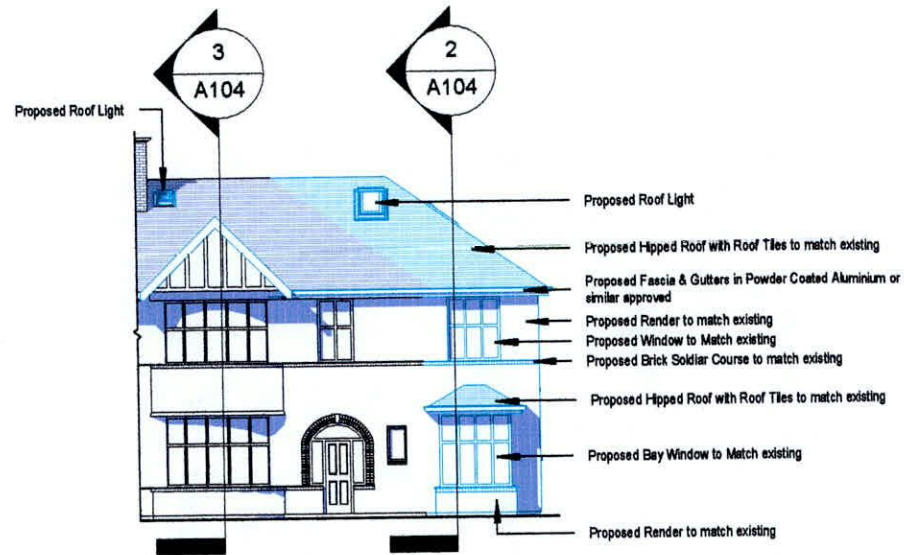 3
A104
2
A104
Proposed Roof Light
Proposed Roof Light
Proposed Hipped Roof with Roof Tiles to match existing
Proposed Fascia & Gutters in Powder Coated Aluminium or
similar approved
Proposed Render to match existing
Proposed Window to Match existing
Proposed Brick Soldiar Course to match existing
Proposed Hipped Roof with Roof Tiles to match existing
Proposed Bay Window to Match existing
Proposed Render to match existing